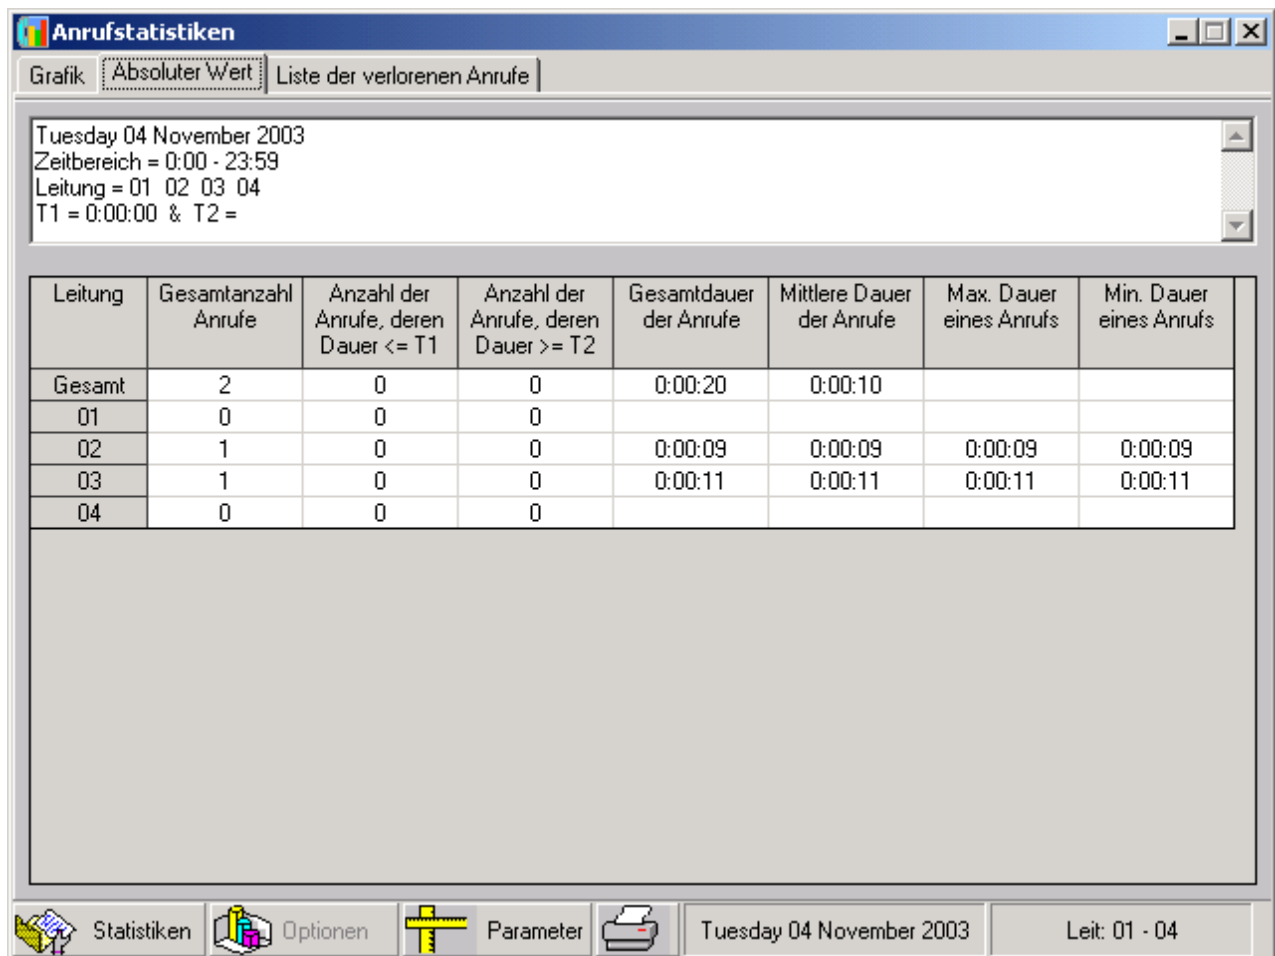 Anrufstatistiken
Grafik Absoluter Wert Liste der verlorenen Anrufe
Tuesday 04 November 2003
Zeitbereich = 0:00 - 23:59
Leitung = 01 02 03 04
T1 = 0:00:00 & T2 =
Leitung Gesamtanzahl Anzahl der Anzahl der Gesamtdauer Mittlere Dauer Max. Dauer Min. Dauer
Anrufe Anrufe, deren Anrufe, deren der Anrufe der Anrufe eines Anrufs eines Anrufs
Dauer <= T1 Dauer >= T2
Gesamt 2 0 0 0:00:20 0:00:10
01 0 0 0
02 1 0 0 0:00:09 0:00:09 0:00:09 0:00:09
03 1 0 0 0:00:11 0:00:11 0:00:11 0:00:11
04 0 0 0
Statistiken Optionen Parameter Tuesday 04 November 2003 Leit: 01 - 04